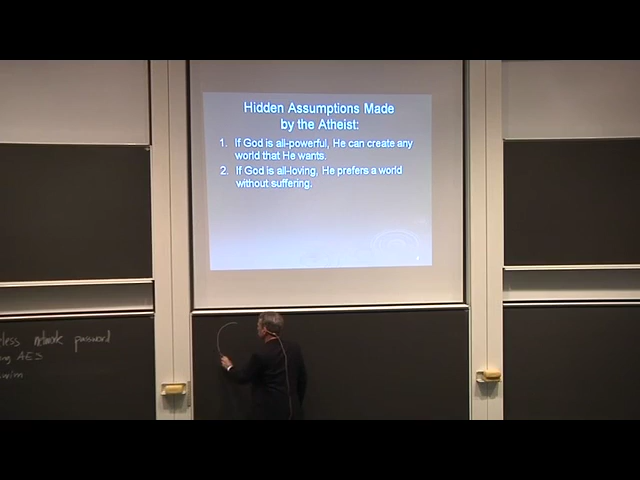 Hidden Assumptions Made
by the Atheist:
1. If God is all-powerful, He can create any
world that He wants.
2. If God is all-loving, He prefers a world
without suffering.
network password
AES